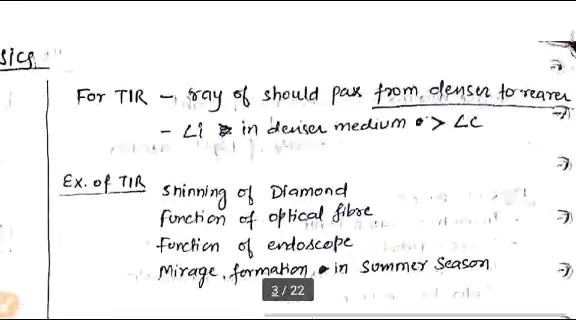 sics
For TIR – ray of should pass from denser to rearer
– ∠i in denser medium > ∠C
Ex. of TIR
Shinning of Diamond
function of optical fibre
function of endoscope
Mirage formation in summer season
3 / 22